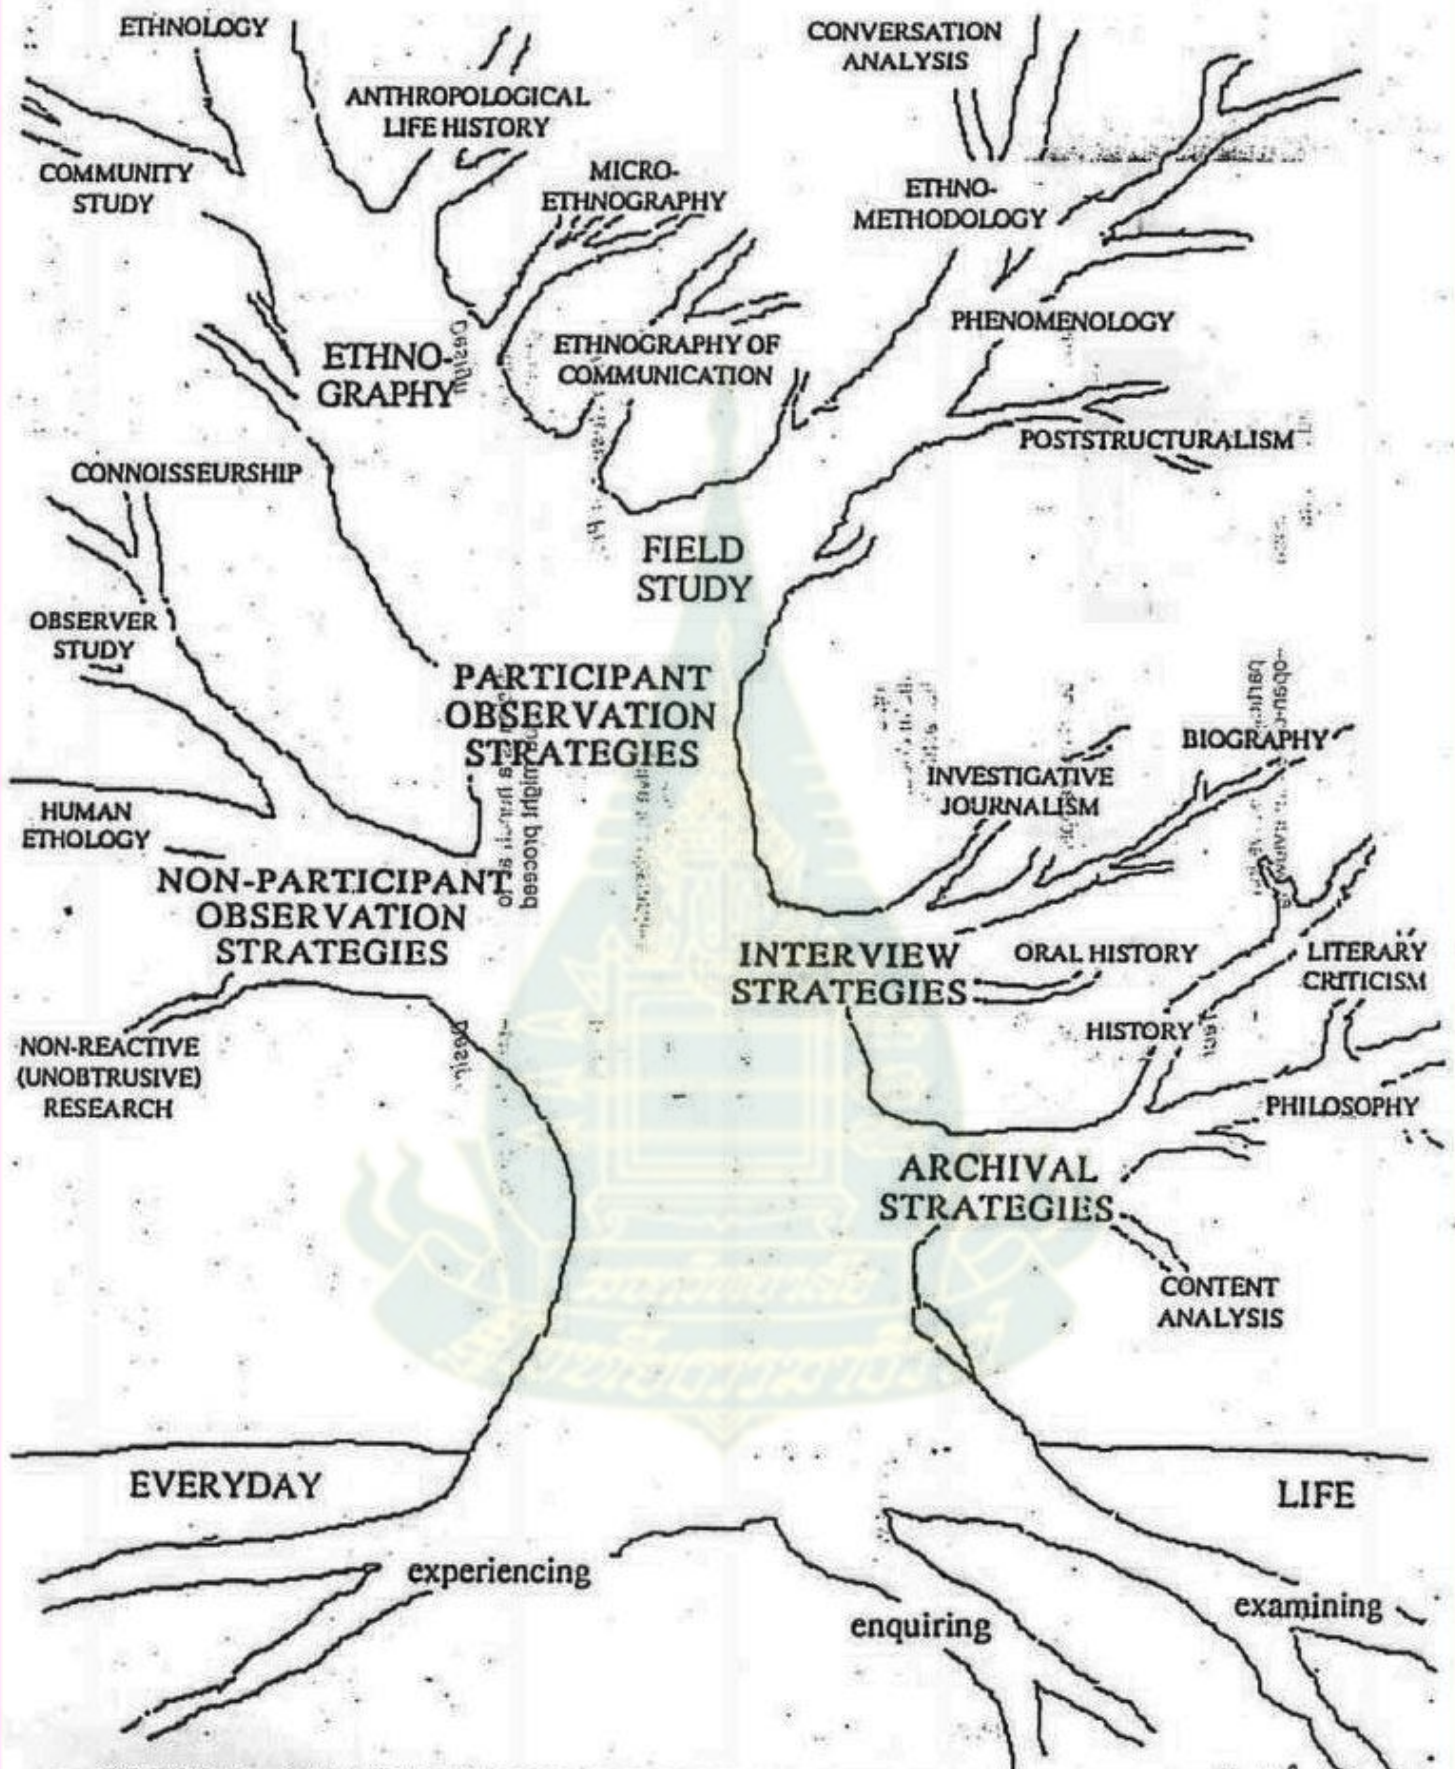 ETHNOLOGY
CONVERSATION
ANALYSIS
ANTHROPOLOGICAL
LIFE HISTORY
COMMUNITY
STUDY
MICRO-
ETHNOGRAPHY
ETHNO-
METHODOLOGY
PHENOMENOLOGY
ETHNO-
GRAPHY
ETHNOGRAPHY OF
COMMUNICATION
POSTSTRUCTURALISM
CONNOISSEURSHIP
FIELD
STUDY
OBSERVER
STUDY
PARTICIPANT
OBSERVATION
STRATEGIES
BIOGRAPHY
INVESTIGATIVE
JOURNALISM
HUMAN
ETHOLOGY
NON-PARTICIPANT
OBSERVATION
STRATEGIES
INTERVIEW
STRATEGIES
ORAL HISTORY
LITERARY
CRITICISM
HISTORY
NON-REACTIVE
(UNOBTRUSIVE)
RESEARCH
PHILOSOPHY
ARCHIVAL
STRATEGIES
CONTENT
ANALYSIS
EVERYDAY
LIFE
experiencing
enquiring
examining